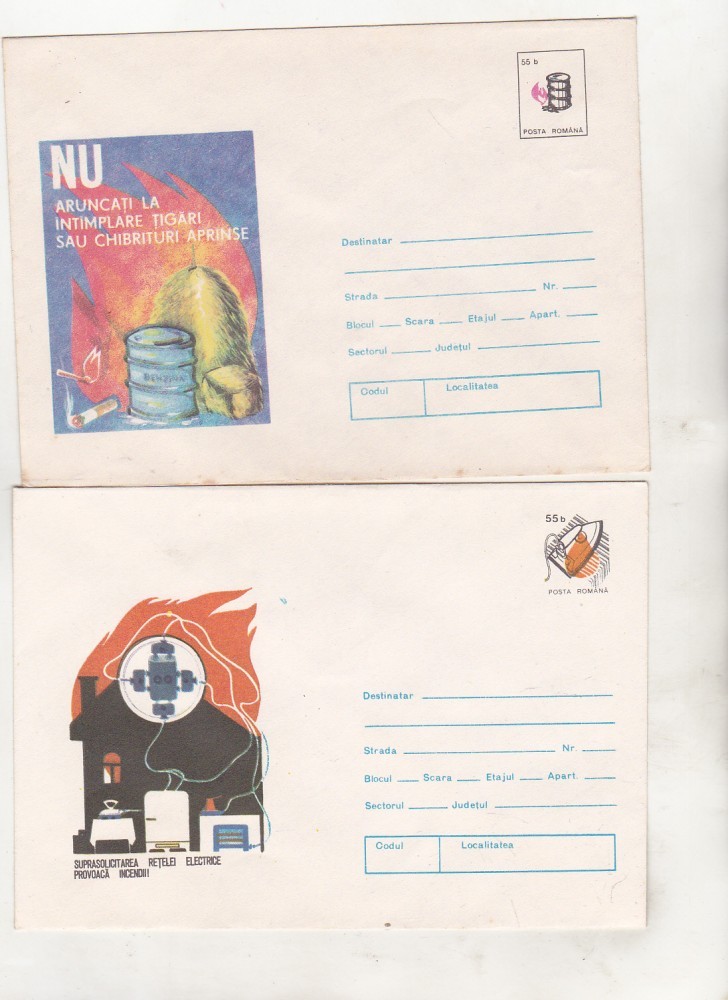 55 b
POSTA ROMÂNĂ
NU
ARUNCAȚI LA
ÎNTÎMPLARE ȚIGĂRI
SAU CHIBRITURI APRINSE
BENZINA
Destinatar
Strada Nr.
Blocul Scara Etajul Apart.
Sectorul Județul
Codul Localitatea
55 b
POSTA ROMÂNĂ
Destinatar
Strada Nr.
Blocul Scara Etajul Apart.
Sectorul Județul
Codul Localitatea
SUPRASOLICITAREA REȚELEI ELECTRICE
PROVOACĂ INCENDII!